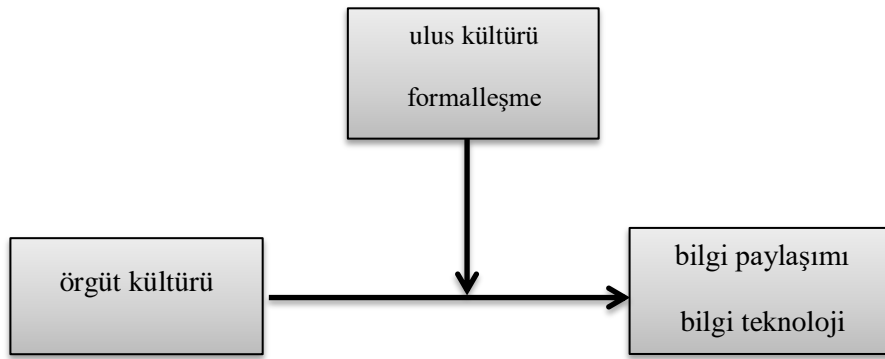 ulus kültürü
formalleşme
örgüt kültürü
bilgi paylaşımı
bilgi teknoloji